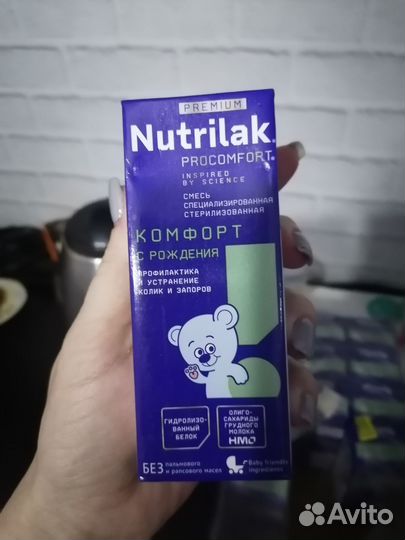 PREMIUM
Nutrilak
PROCOMFORT
INSPIRED
BY SCIENCE
СМЕСЬ
СПЕЦИАЛИЗИРОВАННАЯ
СТЕРИЛИЗОВАННАЯ
КОМФОРТ
С РОЖДЕНИЯ
ПРОФИЛАКТИКА
И УСТРАНЕНИЕ
КОЛИК И ЗАПОРОВ
ГИДРОЛИЗО-
ВАННЫЙ
БЕЛОК
ОЛИГО-
САХАРИДЫ
ГРУДНОГО
МОЛОКА
HMO
БЕЗ пальмового
и рапсового масел
Baby friendly
ingredients
Avito